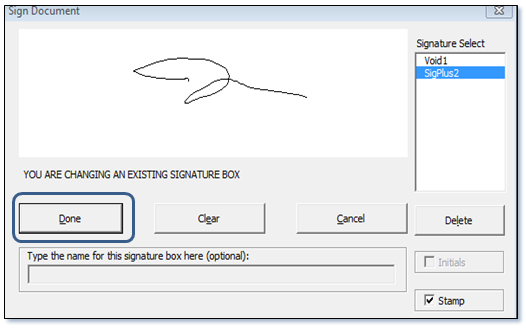 Sign Document
Signature Select
Void1
SigPlus2
YOU ARE CHANGING AN EXISTING SIGNATURE BOX
Done
Clear
Cancel
Delete
Type the name for this signature box here (optional):
Initials
Stamp